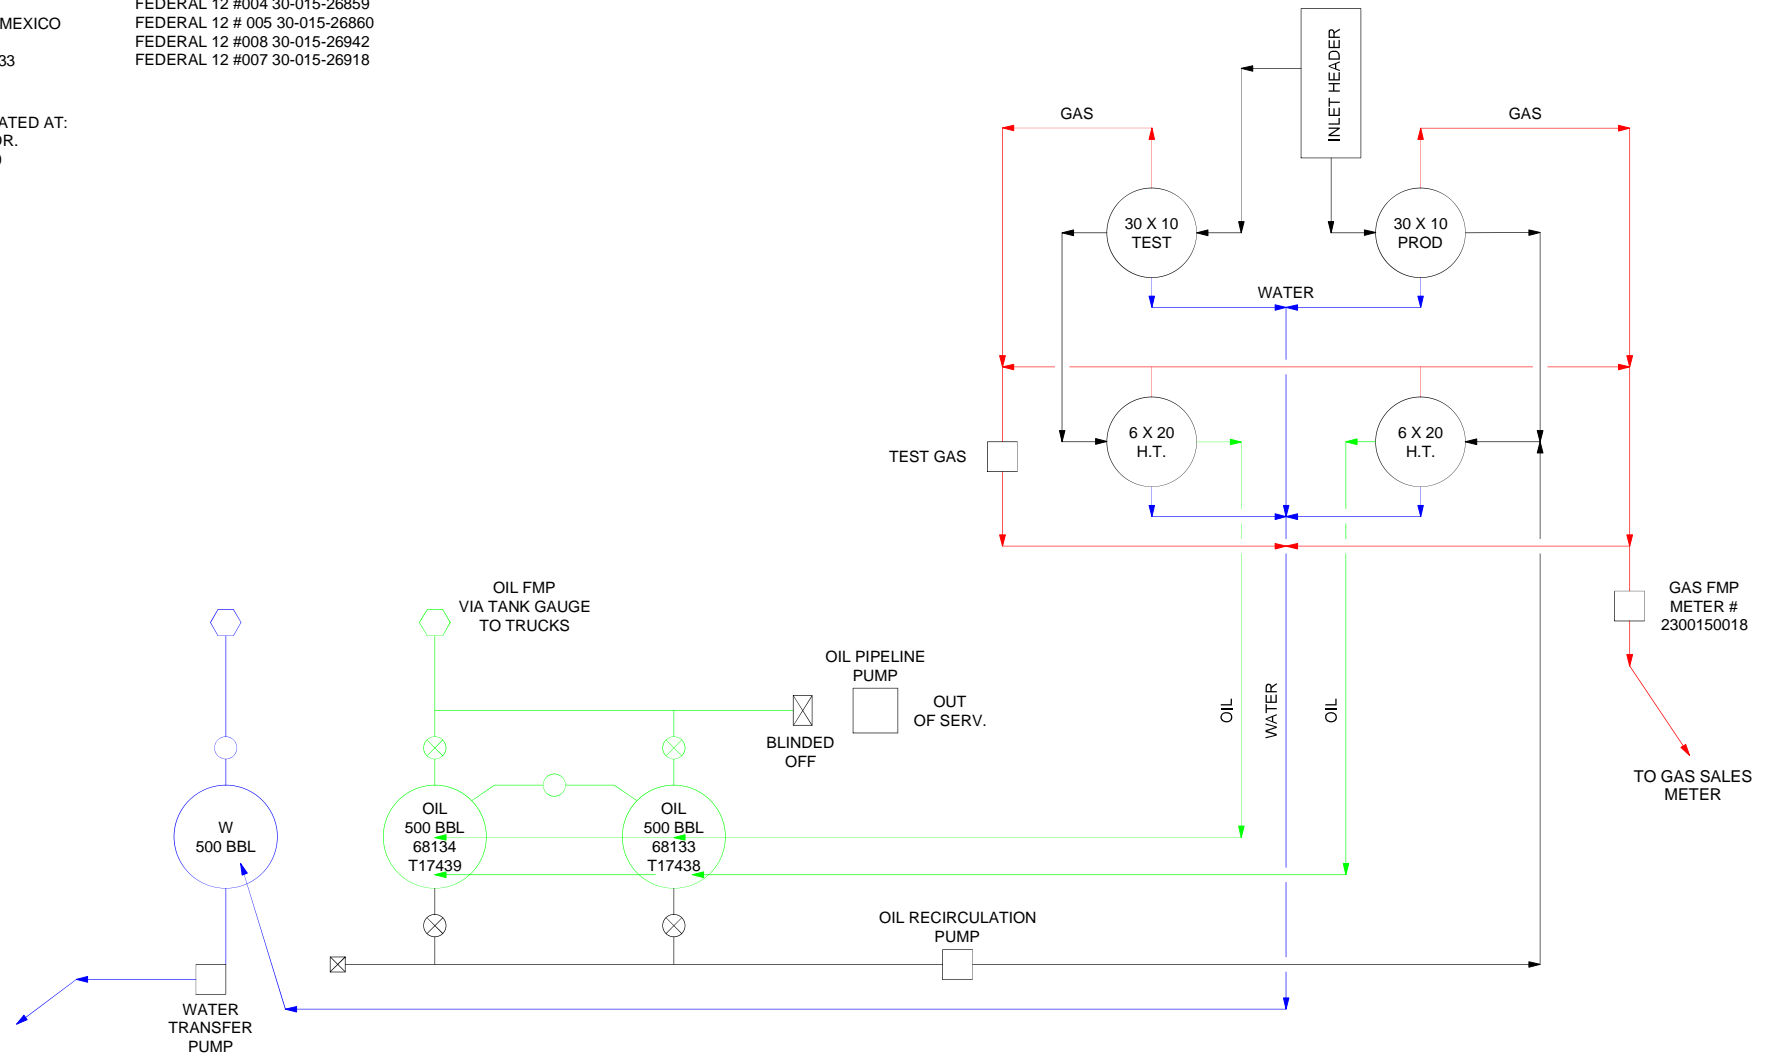 FEDERAL 12 #004 30-015-26859
MEXICO
FEDERAL 12 # 005 30-015-26860
FEDERAL 12 #008 30-015-26942
33
FEDERAL 12 #007 30-015-26918
ATED AT:
OR.
INLET HEADER
GAS
GAS
30 X 10
TEST
30 X 10
PROD
WATER
6 X 20
H.T.
6 X 20
H.T.
TEST GAS
OIL FMP
VIA TANK GAUGE
TO TRUCKS
GAS FMP
METER #
2300150018
OIL PIPELINE
PUMP
OUT
OF SERV.
BLINDED
OFF
OIL
WATER
OIL
TO GAS SALES
METER
W
500 BBL
OIL
500 BBL
68134
T17439
OIL
500 BBL
68133
T17438
OIL RECIRCULATION
PUMP
WATER
TRANSFER
PUMP